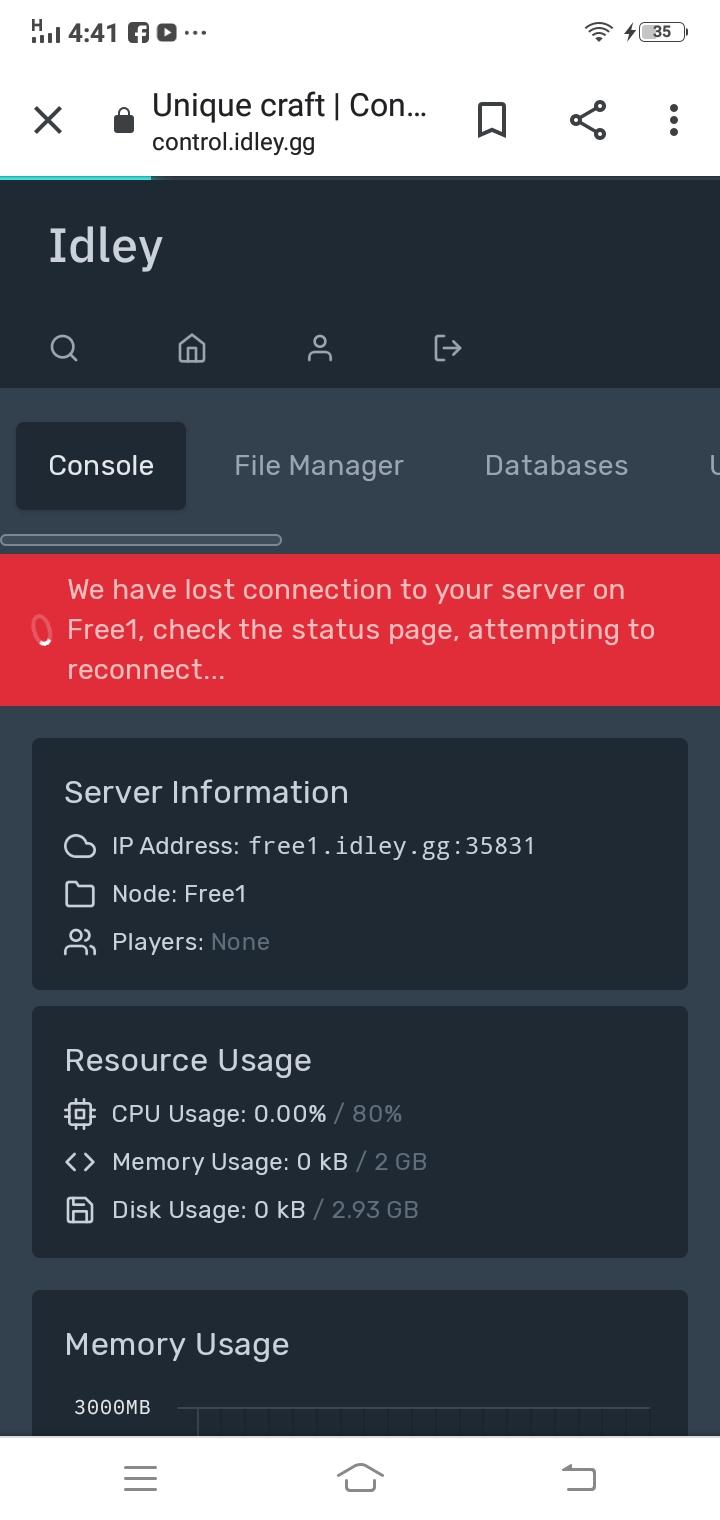 H 4:41 35
Unique craft | Con...
control.idley.gg
Idley
Console File Manager Databases
We have lost connection to your server on
Free1, check the status page, attempting to
reconnect...
Server Information
IP Address: free1.idley.gg:35831
Node: Free1
Players: None
Resource Usage
CPU Usage: 0.00% / 80%
Memory Usage: 0 kB / 2 GB
Disk Usage: 0 kB / 2.93 GB
Memory Usage
3000MB